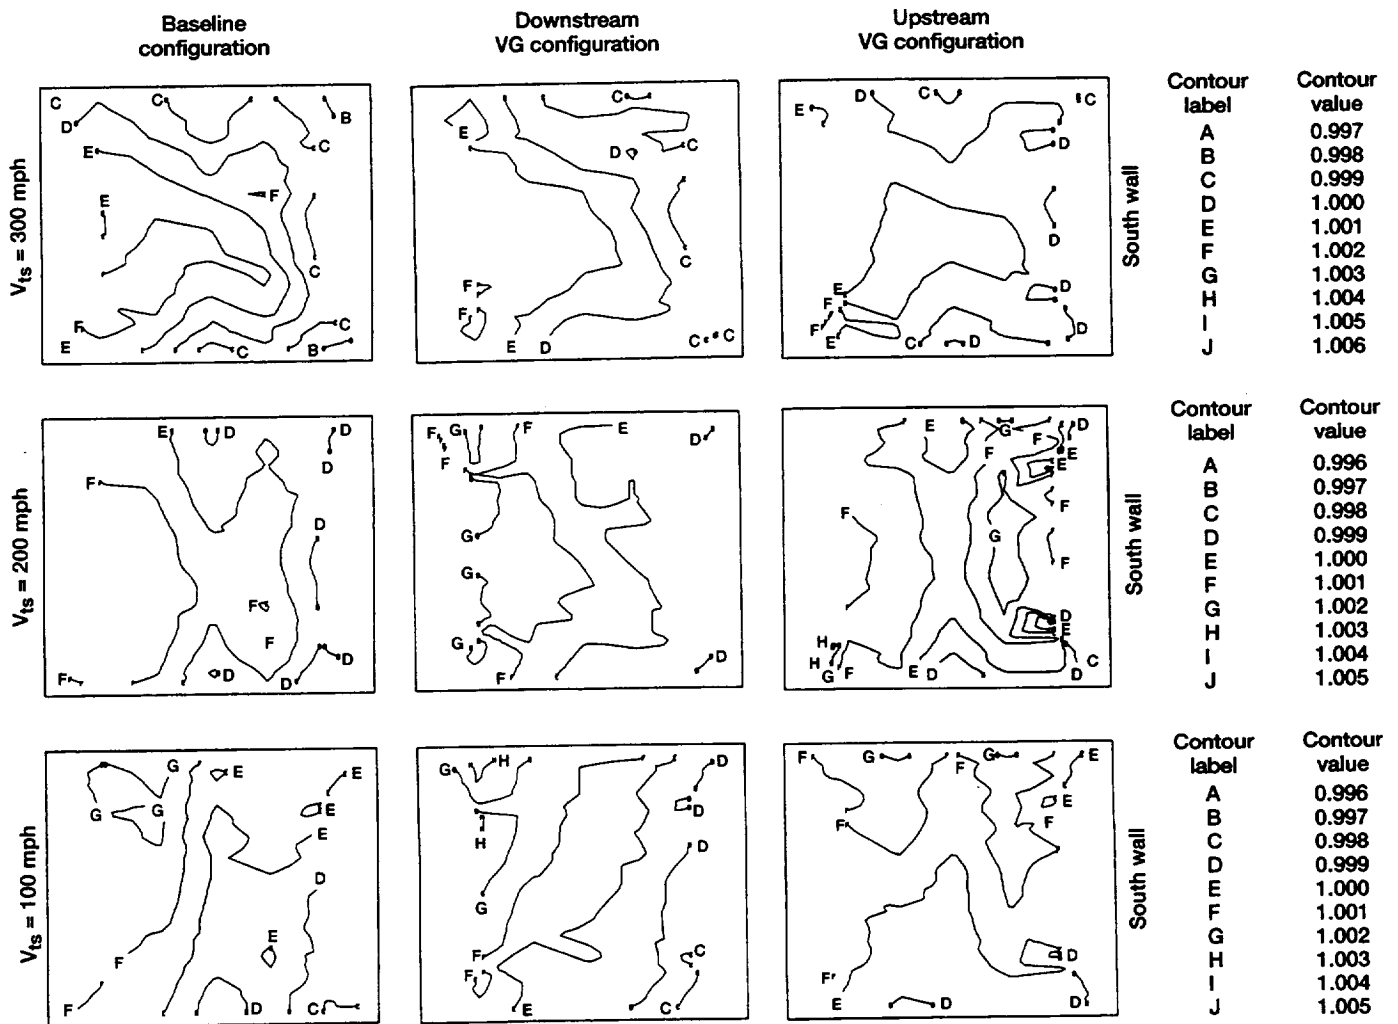 Baseline configuration
Downstream VG configuration
Upstream VG configuration
V_ts = 300 mph
C
C
D
B
C
E
F
E
C
F
E
C
B
C
C
E
D
C
F
F
E
D
C
C
D
C
C
E
D
D
E
F
F
E
D
C
D
D
South wall
Contour label Contour value
A 0.997
B 0.998
C 0.999
D 1.000
E 1.001
F 1.002
G 1.003
H 1.004
I 1.005
J 1.006
V_ts = 200 mph
E
D
D
D
F
D
F
F
D
D
F
D
F
G
F
E
D
F
G
G
G
F
D
E
G
F
D
E
F
E
F
F
G
F
D
E
H
H
G
F
E
D
D
C
South wall
Contour label Contour value
A 0.996
B 0.997
C 0.998
D 0.999
E 1.000
F 1.001
G 1.002
H 1.003
I 1.004
J 1.005
V_ts = 100 mph
G
E
E
G
G
E
E
D
E
F
F
D
C
G
H
D
D
H
D
G
F
F
C
E
C
F
G
F
G
E
E
F
F
D
F
E
D
D
South wall
Contour label Contour value
A 0.996
B 0.997
C 0.998
D 0.999
E 1.000
F 1.001
G 1.002
H 1.003
I 1.004
J 1.005